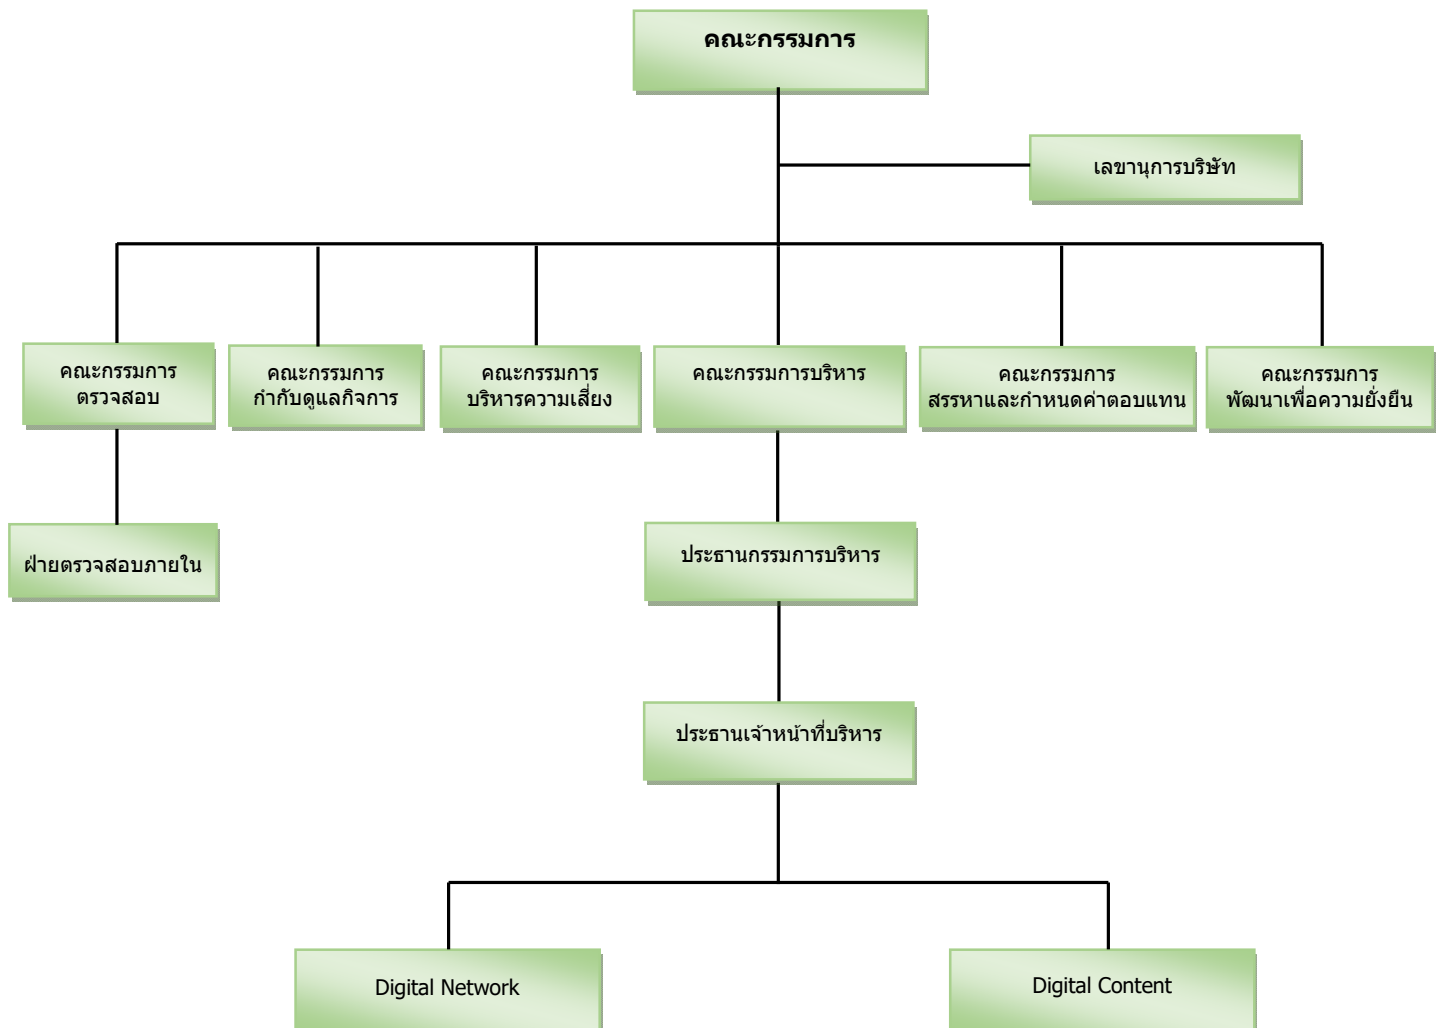 คณะกรรมการ
เลขานุการบริษัท
คณะกรรมการ
ตรวจสอบ
คณะกรรมการ
กำกับดูแลกิจการ
คณะกรรมการ
บริหารความเสี่ยง
คณะกรรมการบริหาร
คณะกรรมการ
สรรหาและกำหนดค่าตอบแทน
คณะกรรมการ
พัฒนาเพื่อความยั่งยืน
ฝ่ายตรวจสอบภายใน
ประธานกรรมการบริหาร
ประธานเจ้าหน้าที่บริหาร
Digital Network
Digital Content